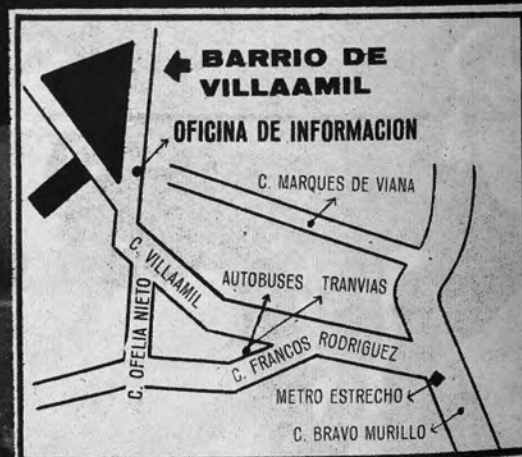 BARRIO DE
VILLAAMIL
OFICINA DE INFORMACION
C. MARQUES DE VIANA
C. VILLAAMIL
AUTOBUSES
TRANVIAS
C. OFELIA NIETO
C. FRANCOS RODRIGUEZ
METRO ESTRECHO
C. BRAVO MURILLO